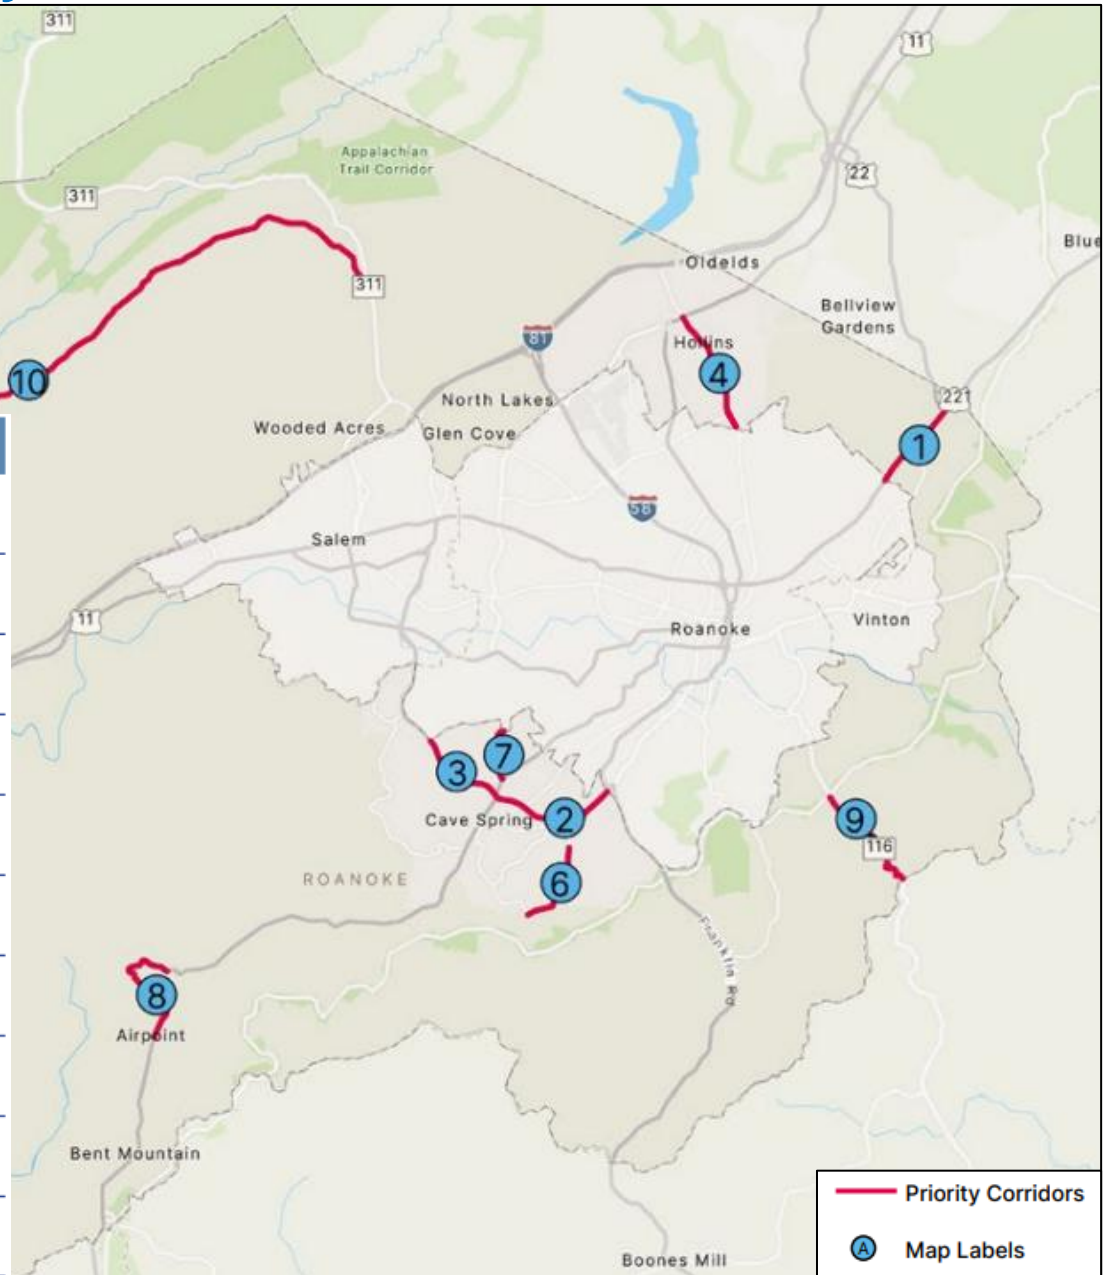 311
11
Appalachian
Trail Corridor
22
311
Blue
Oldelds
311
Bellview
Gardens
81
Hollins
4
10
North Lakes
221
Wooded Acres
Glen Cove
1
58
Salem
11
Roanoke
Vinton
7
3
Cave Spring
2
9
116
ROANOKE
6
Franklin Rd
8
Airpoint
Bent Mountain
Priority Corridors
A
Map Labels
Boones Mill